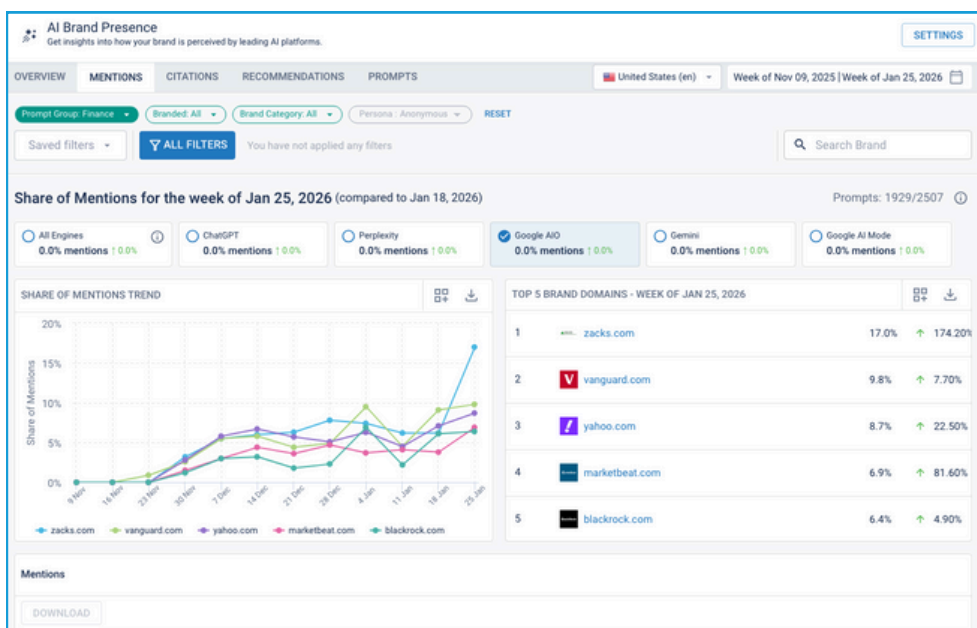 AI Brand Presence
Get insights into how your brand is perceived by leading AI platforms.
SETTINGS
OVERVIEW MENTIONS CITATIONS RECOMMENDATIONS PROMPTS
United States (en) Week of Nov 09, 2025 | Week of Jan 25, 2026
Prompt Group: Finance Branded: All Brand Category: All Persona : Anonymous RESET
Saved filters ALL FILTERS You have not applied any filters Search Brand
Share of Mentions for the week of Jan 25, 2026 (compared to Jan 18, 2026) Prompts: 1929/2507
All Engines ChatGPT Perplexity Google AIO Gemini Google AI Mode
0.0% mentions ↑ 0.0% 0.0% mentions ↑ 0.0% 0.0% mentions ↑ 0.0% 0.0% mentions ↑ 0.0% 0.0% mentions ↑ 0.0% 0.0% mentions ↑ 0.0%
SHARE OF MENTIONS TREND
20%
15%
10%
5%
0%
Share of Mentions
9 Nov 16 Nov 23 Nov 30 Nov 7 Dec 14 Dec 21 Dec 28 Dec 4 Jan 11 Jan 18 Jan 25 Jan
zacks.com vanguard.com yahoo.com marketbeat.com blackrock.com
TOP 5 BRAND DOMAINS - WEEK OF JAN 25, 2026
1 zacks.com 17.0% ↑ 174.20%
2 V vanguard.com 9.8% ↑ 7.70%
3 yahoo.com 8.7% ↑ 22.50%
4 marketbeat.com 6.9% ↑ 81.60%
5 blackrock.com 6.4% ↑ 4.90%
Mentions
DOWNLOAD